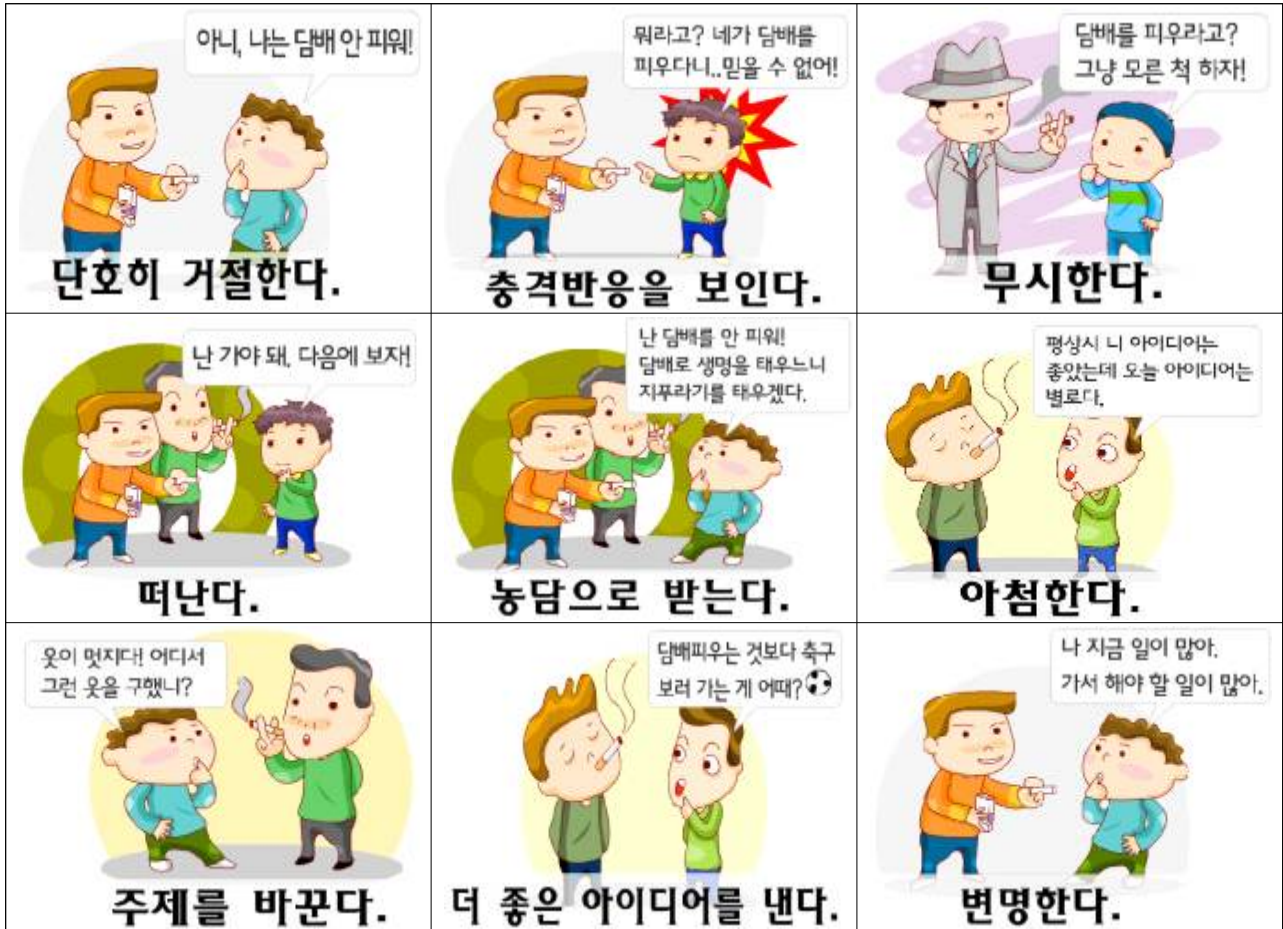 아니, 나는 담배 안 피워!
단호히 거절한다.
뭐라고? 네가 담배를
피우다니..믿을 수 없어!
충격반응을 보인다.
담배를 피우라고?
그냥 모른 척 하자!
무시한다.
난 가야 돼, 다음에 보자!
떠난다.
난 담배를 안 피워!
담배로 생명을 태우느니
지푸라기를 태우겠다.
농담으로 받는다.
평상시 니 아이디어는
좋았는데 오늘 아이디어는
별로다.
아첨한다.
옷이 멋지다! 어디서
그런 옷을 구했니?
주제를 바꾼다.
담배피우는 것보다 축구
보러 가는 게 어때?
더 좋은 아이디어를 낸다.
나 지금 일이 많아.
가서 해야 할 일이 많아.
변명한다.